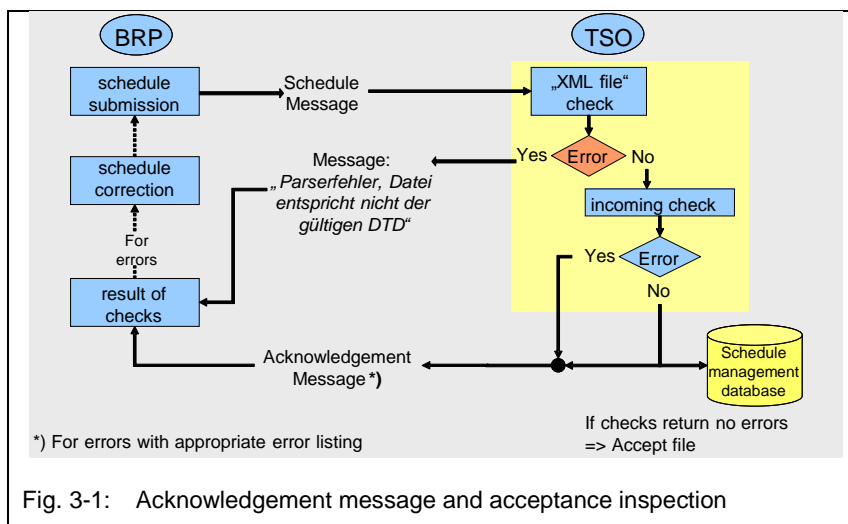 BRP
TSO
schedule
submission
Schedule
Message
„XML file“
check
Yes
Error
No
schedule
correction
Message:
„Parserfehler, Datei
entspricht nicht der
gültigen DTD“
incoming check
For
errors
Yes
Error
No
result of
checks
Acknowledgement
Message *)
Schedule
management
database
*) For errors with appropriate error listing
If checks return no errors
=> Accept file
Fig. 3-1: Acknowledgement message and acceptance inspection